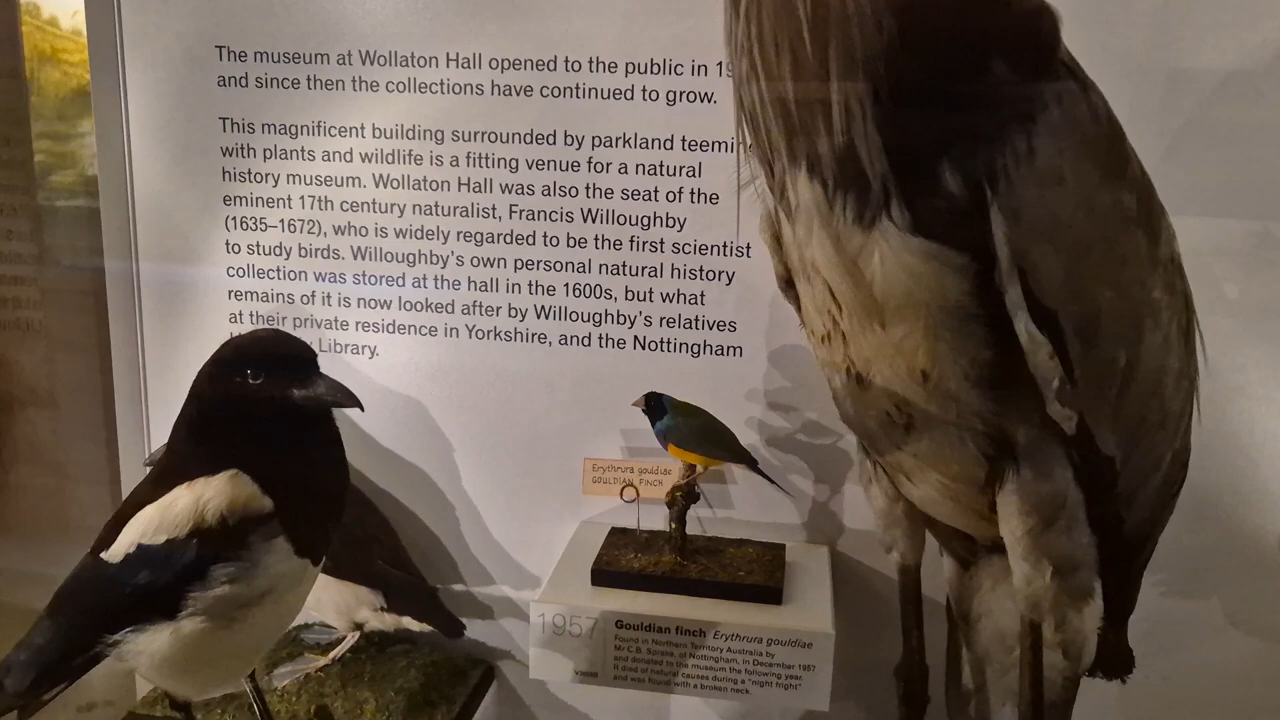 The museum at Wollaton Hall opened to the public in 19
and since then the collections have continued to grow.
This magnificent building surrounded by parkland teeming
with plants and wildlife is a fitting venue for a natural
history museum. Wollaton Hall was also the seat of the
eminent 17th century naturalist, Francis Willoughby
(1635–1672), who is widely regarded to be the first scientist
to study birds. Willoughby's own personal natural history
collection was stored at the hall in the 1600s, but what
remains of it is now looked after by Willoughby's relatives
at their private residence in Yorkshire, and the Nottingham
Library.
Erythrura gouldiae
GOULDIAN FINCH
1957
Gouldian finch Erythrura gouldiae
Found in Northern Territory Australia by
Mr C.B. of Nottingham, in December 1957
and donated to the museum the following year.
It died of natural causes during a "night fright"
and was found with a broken neck.